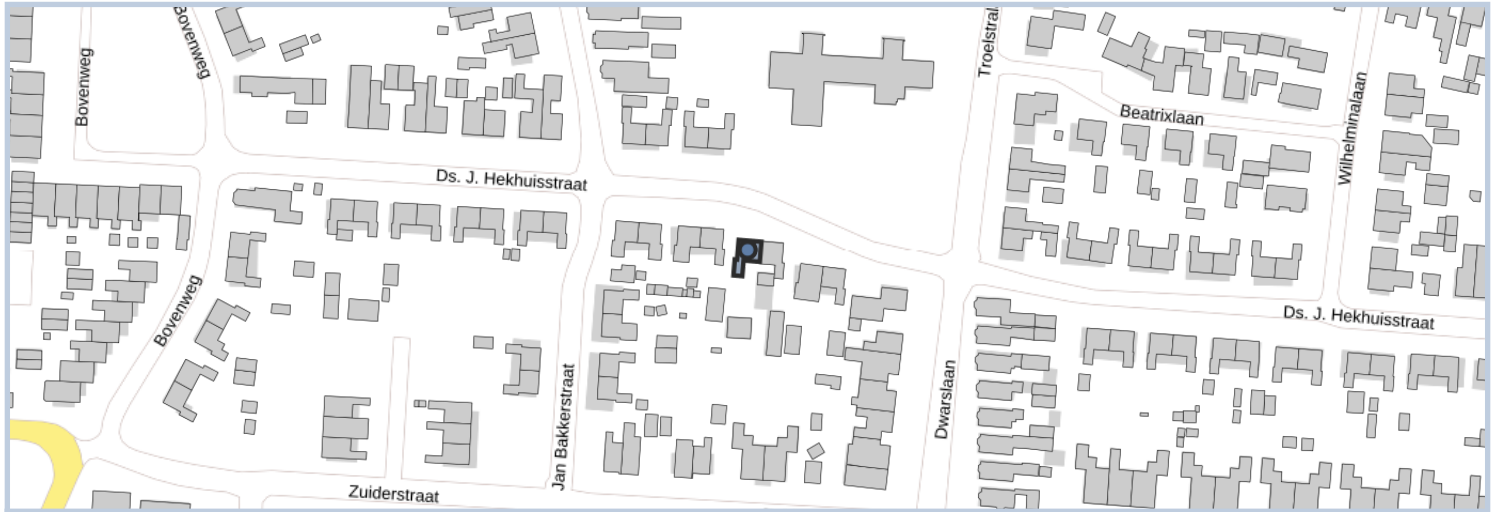 Bovenweg
Bovenweg
Troelstral
Beatrixlaan
Wilhelminalaan
Ds. J. Hekhuisstraat
Bovenweg
Ds. J. Hekhuisstraat
Jan Bakkerstraat
Dwarslaan
Zuiderstraat